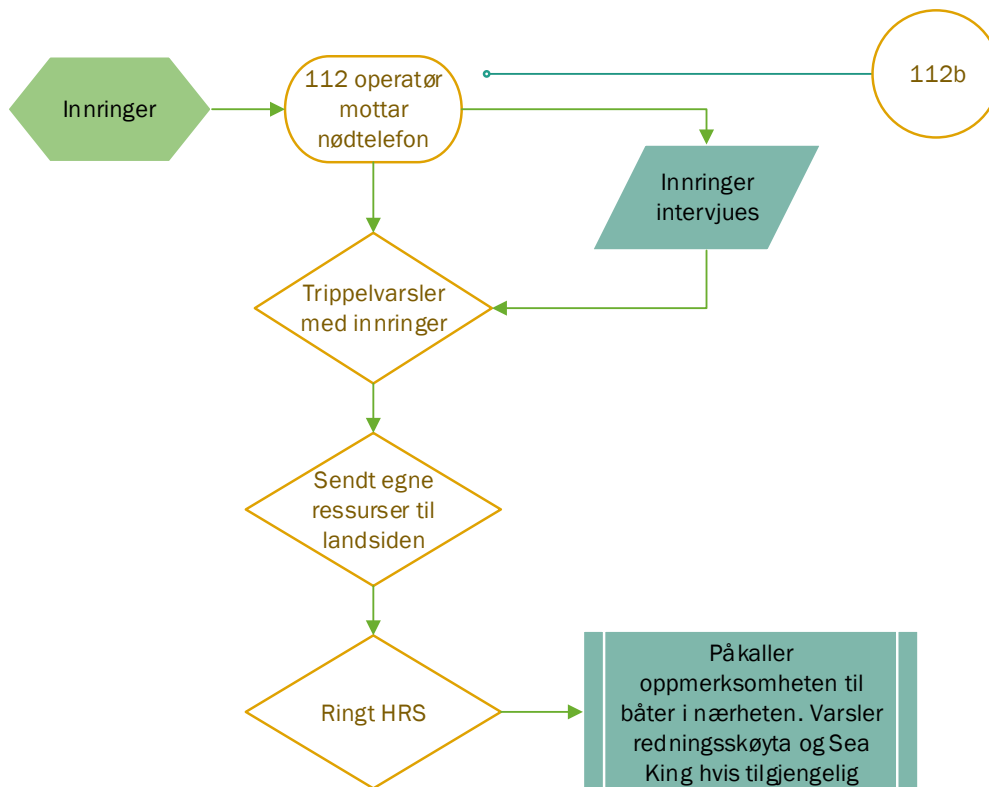 Innringer
112 operatør
mottar
nødtelefon
112b
Innringer
intervjues
Trippelvarsler
med innringer
Sendt egne
ressurser til
landsiden
Ringt HRS
Påkaller
oppmerksomheten til
båter i nærheten. Varsler
redningsskøyta og Sea
King hvis tilgjengelig